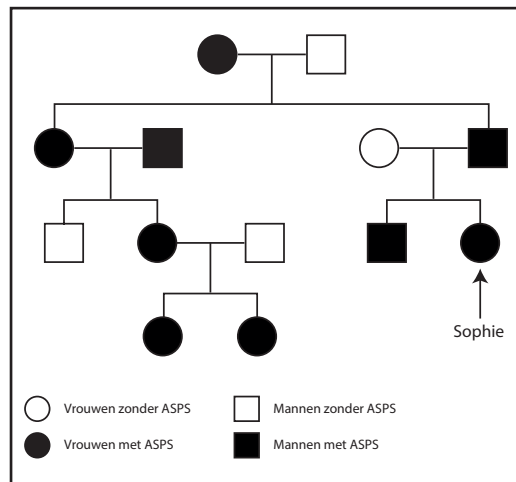 Sophie
Vrouwen zonder ASPS
Mannen zonder ASPS
Vrouwen met ASPS
Mannen met ASPS